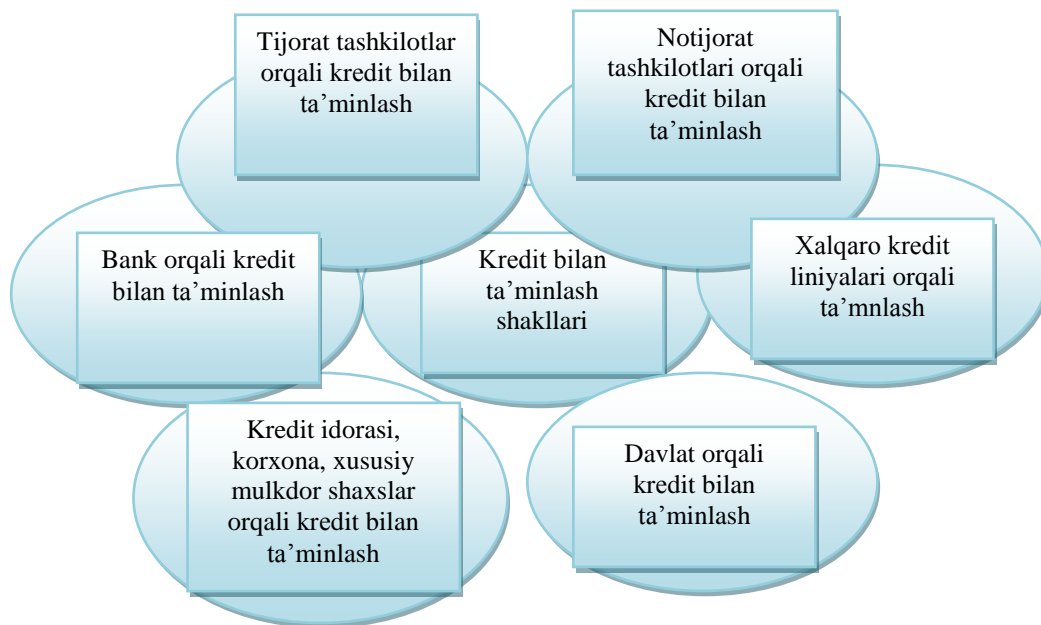 Tijorat tashkilotlar
orqali kredit bilan
ta’minlash
Notijorat
tashkilotlari orqali
kredit bilan
ta’minlash
Bank orqali kredit
bilan ta’minlash
Kredit bilan
ta’minlash
shakllari
Xalqaro kredit
liniyalari orqali
ta’mnlash
Kredit idorasi,
korxona, xususiy
mulkdor shaxslar
orqali kredit bilan
ta’minlash
Davlat orqali
kredit bilan
ta’minlash